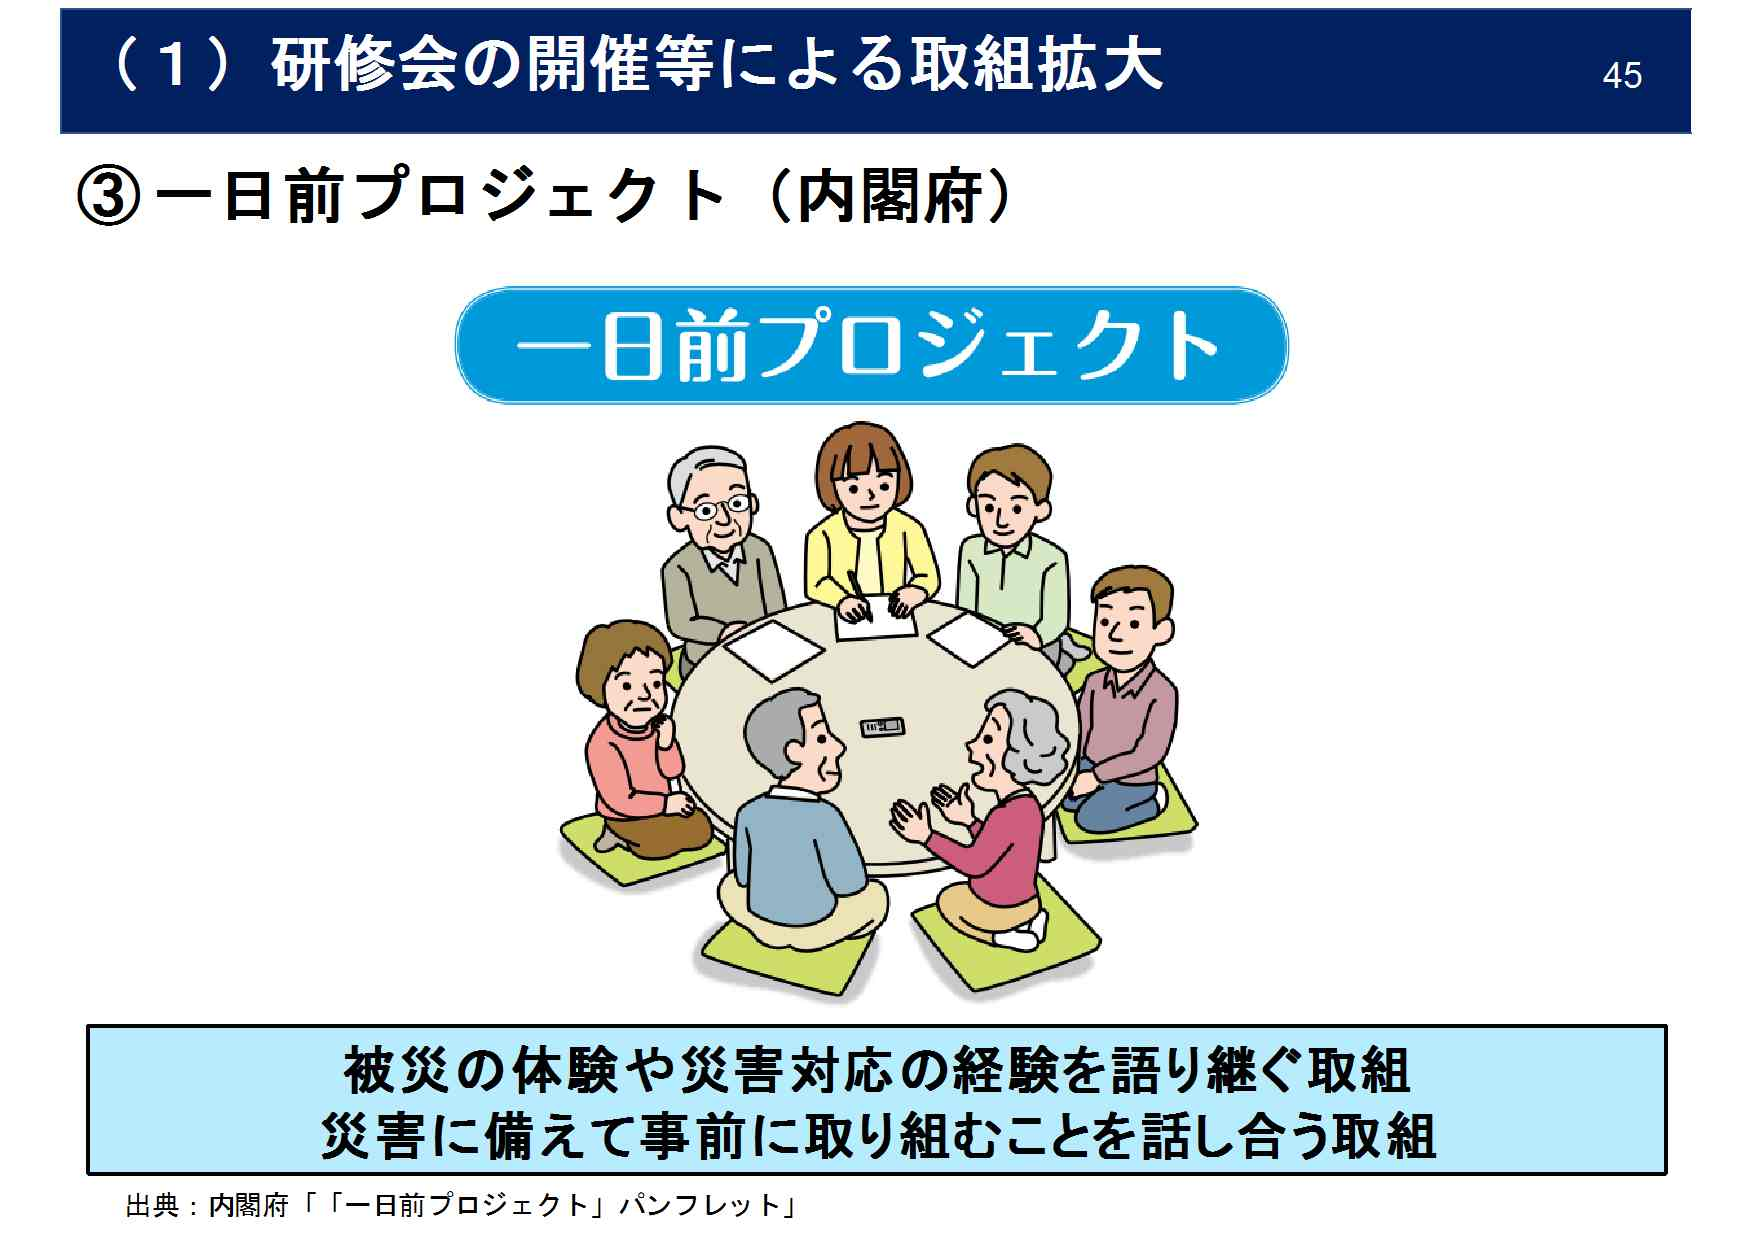 （１）研修会の開催等による取組拡大
45
③一日前プロジェクト（内閣府）
一日前プロジェクト
被災の体験や災害対応の経験を語り継ぐ取組
災害に備えて事前に取り組むことを話し合う取組
出典：内閣府「「一日前プロジェクト」パンフレット」